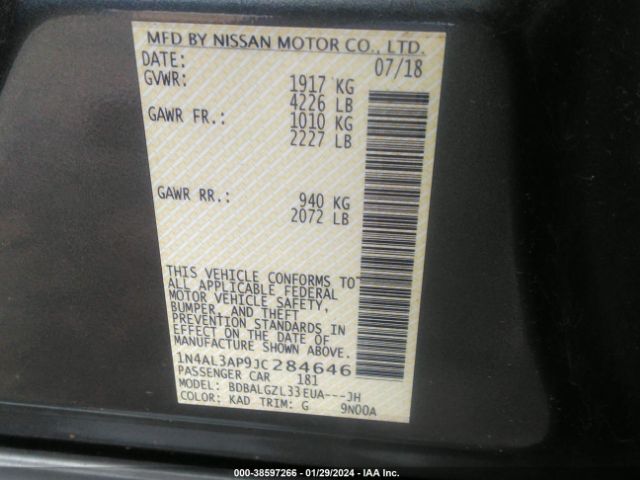 MFD BY NISSAN MOTOR CO., LTD.
DATE: 07/18
GVWR: 1917 KG
4226 LB
GAWR FR.: 1010 KG
2227 LB
GAWR RR.: 940 KG
2072 LB
THIS VEHICLE CONFORMS TO
ALL APPLICABLE FEDERAL
MOTOR VEHICLE SAFETY,
BUMPER, AND THEFT
PREVENTION STANDARDS IN
EFFECT ON THE DATE OF
MANUFACTURE SHOWN ABOVE.
1N4AL3AP9JC284646
PASSENGER CAR 181
MODEL: BDBALGZL33EUA---JH
COLOR: KAD TRIM: G 9N00A
000-38597266 - 01/29/2024 - IAA Inc.